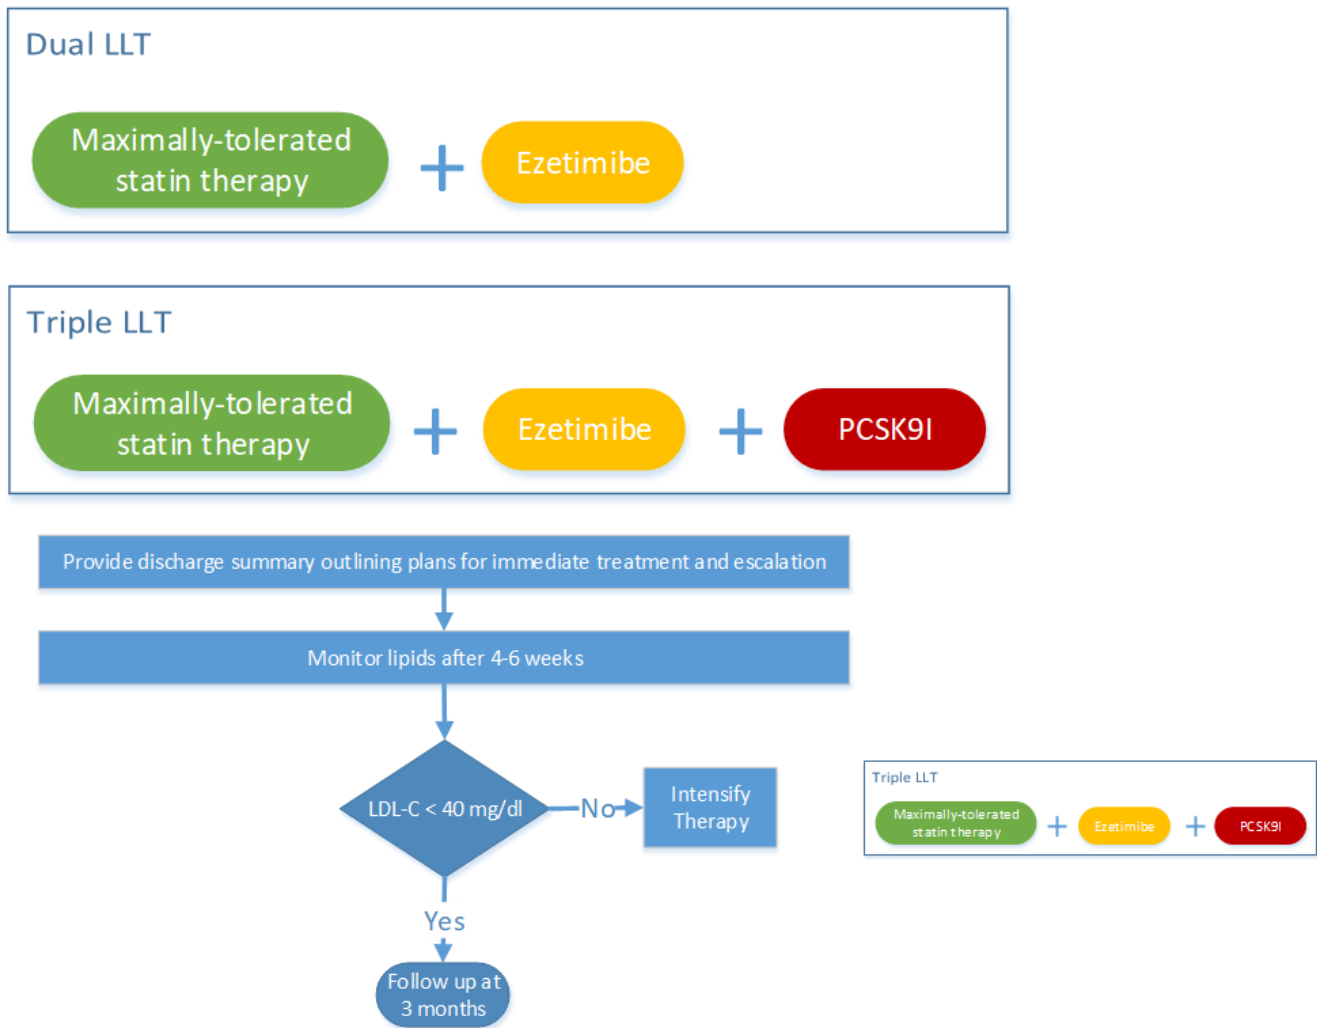 Dual LLT
Maximally-tolerated
statin therapy
+
Ezetimibe
Triple LLT
Maximally-tolerated
statin therapy
+
Ezetimibe
+
PCSK9I
Provide discharge summary outlining plans for immediate treatment and escalation
Monitor lipids after 4-6 weeks
LDL-C < 40 mg/dl
No
Intensify
Therapy
Triple LLT
Maximally-tolerated
statin therapy
+
Ezetimibe
+
PCSK9I
Yes
Follow up at
3 months